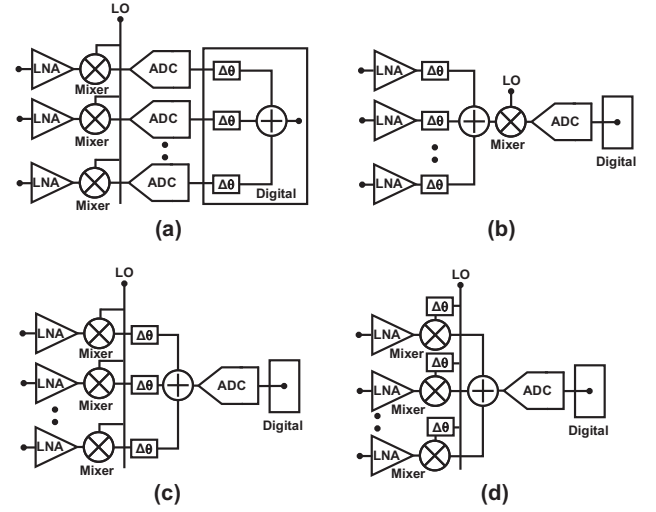 LO
LNA
Mixer
ADC
Δθ
LNA
Mixer
ADC
Δθ
LNA
Mixer
ADC
Δθ
Digital
(a)
LNA
Δθ
LO
LNA
Δθ
Mixer
ADC
Digital
LNA
Δθ
(b)
LO
LNA
Mixer
Δθ
LNA
Mixer
Δθ
ADC
Digital
LNA
Mixer
Δθ
(c)
LO
Δθ
LNA
Mixer
Δθ
LNA
Mixer
ADC
Digital
Δθ
LNA
Mixer
(d)